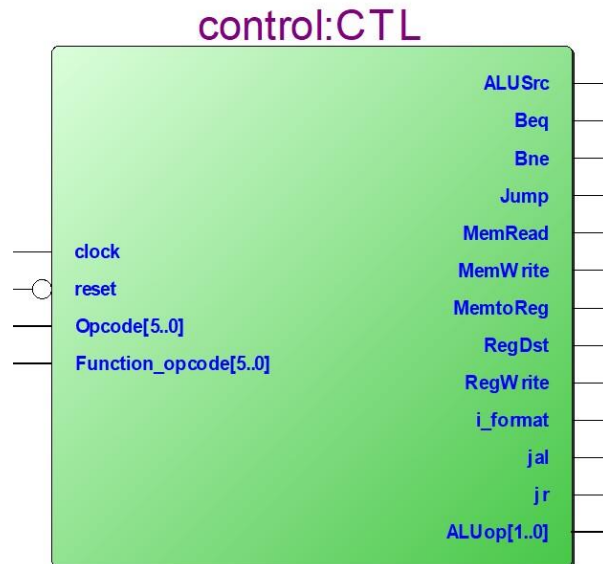 control:CTL
clock
reset
Opcode[5..0]
Function_opcode[5..0]
ALUSrc
Beq
Bne
Jump
MemRead
MemWrite
MemtoReg
RegDst
RegWrite
i_format
jal
jr
ALUop[1..0]